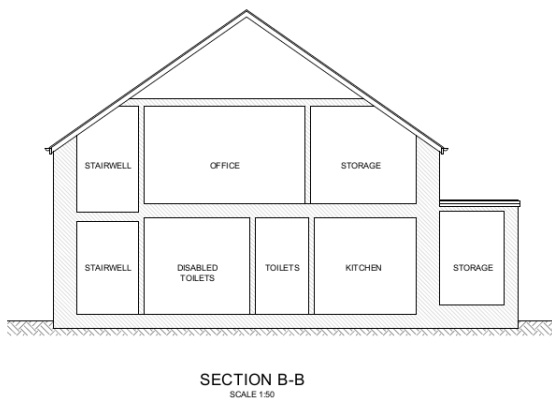 STAIRWELL
OFFICE
STORAGE
STAIRWELL
DISABLED
TOILETS
TOILETS
KITCHEN
STORAGE
SECTION B-B
SCALE 1:50